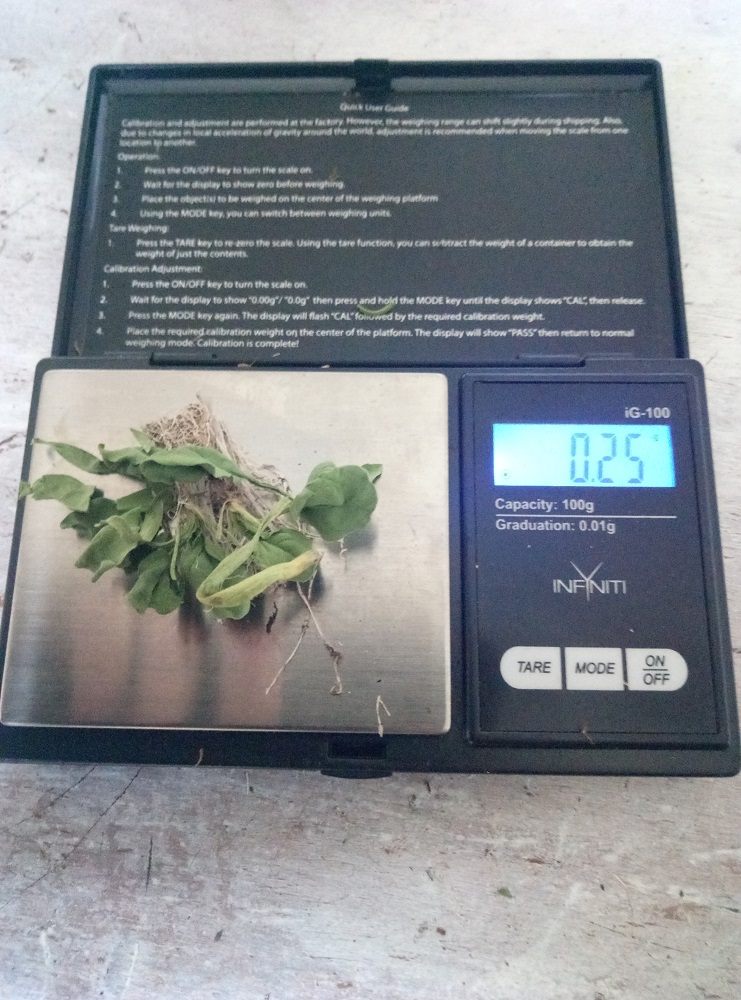 Quick User Guide
Calibration and adjustment are performed at the factory. However, the weighing range can shift slightly during shipping. Also,
due to changes in local acceleration of gravity around the world, adjustment is recommended when moving the scale from one
location to another.
Operation:
1. Press the ON/OFF key to turn the scale on.
2. Wait for the display to show zero before weighing.
3. Place the object(s) to be weighed on the center of the weighing platform
4. Using the MODE key, you can switch between weighing units.
Tare Weighing:
1. Press the TARE key to re-zero the scale. Using the tare function, you can subtract the weight of a container to obtain the
weight of just the contents.
Calibration Adjustment:
1. Press the ON/OFF key to turn the scale on.
2. Wait for the display to show "0.00g"/ "0.0g" then press and hold the MODE key until the display shows "CAL", then release.
3. Press the MODE key again. The display will flash "CAL" followed by the required calibration weight.
4. Place the required calibration weight on the center of the platform. The display will show "PASS" then return to normal
weighing mode. Calibration is complete!
iG-100
0.25
Capacity: 100g
Graduation: 0.01g
INFYNITI
TARE MODE ON
OFF